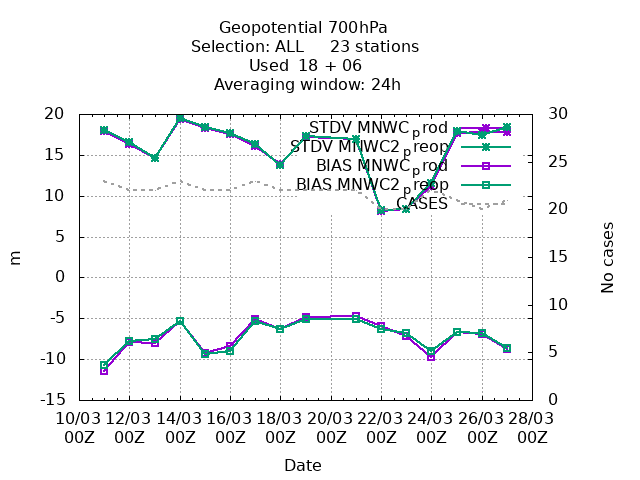 Geopotential 700hPa
Selection: ALL     23 stations
Used  18 + 06
Averaging window: 24h
20
15
10
5
0
-5
-10
-15
m
30
25
20
15
10
5
0
No cases
STDV MNWC_prod
STDV MNWC2_preop
BIAS MNWC_prod
BIAS MNWC2_preop
CASES
10/03 12/03 14/03 16/03 18/03 20/03 22/03 24/03 26/03 28/03
00Z 00Z 00Z 00Z 00Z 00Z 00Z 00Z 00Z 00Z
Date